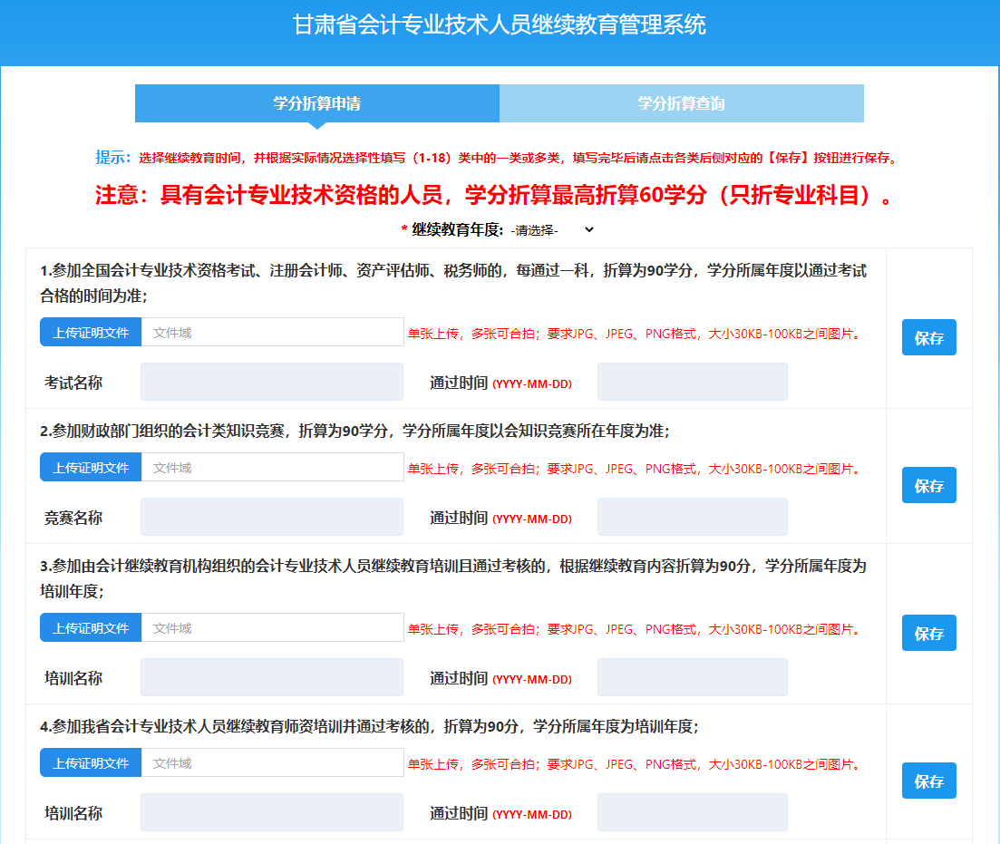 甘肃省会计专业技术人员继续教育管理系统
学分折算申请 学分折算查询
提示：选择继续教育时间，并根据实际情况选择性填写（1-18）类中的一类或多类，填写完毕后请点击各类后侧对应的【保存】按钮进行保存。
注意：具有会计专业技术资格的人员，学分折算最高折算60学分（只折专业科目）。
* 继续教育年度: -请选择-
1.参加全国会计专业技术资格考试、注册会计师、资产评估师、税务师的，每通过一科，折算为90学分，学分所属年度以通过考试
合格的时间为准；
上传证明文件 文件域 单张上传，多张可合拍；要求JPG、JPEG、PNG格式，大小30KB-100KB之间图片。
保存
考试名称 通过时间 (YYYY-MM-DD)
2.参加财政部门组织的会计类知识竞赛，折算为90学分，学分所属年度以会知识竞赛所在年度为准；
上传证明文件 文件域 单张上传，多张可合拍；要求JPG、JPEG、PNG格式，大小30KB-100KB之间图片。
保存
竞赛名称 通过时间 (YYYY-MM-DD)
3.参加由会计继续教育机构组织的会计专业技术人员继续教育培训且通过考核的，根据继续教育内容折算为90分，学分所属年度为
培训年度；
上传证明文件 文件域 单张上传，多张可合拍；要求JPG、JPEG、PNG格式，大小30KB-100KB之间图片。
保存
培训名称 通过时间 (YYYY-MM-DD)
4.参加我省会计专业技术人员继续教育师资培训并通过考核的，折算为90分，学分所属年度为培训年度；
上传证明文件 文件域 单张上传，多张可合拍；要求JPG、JPEG、PNG格式，大小30KB-100KB之间图片。
保存
培训名称 通过时间 (YYYY-MM-DD)